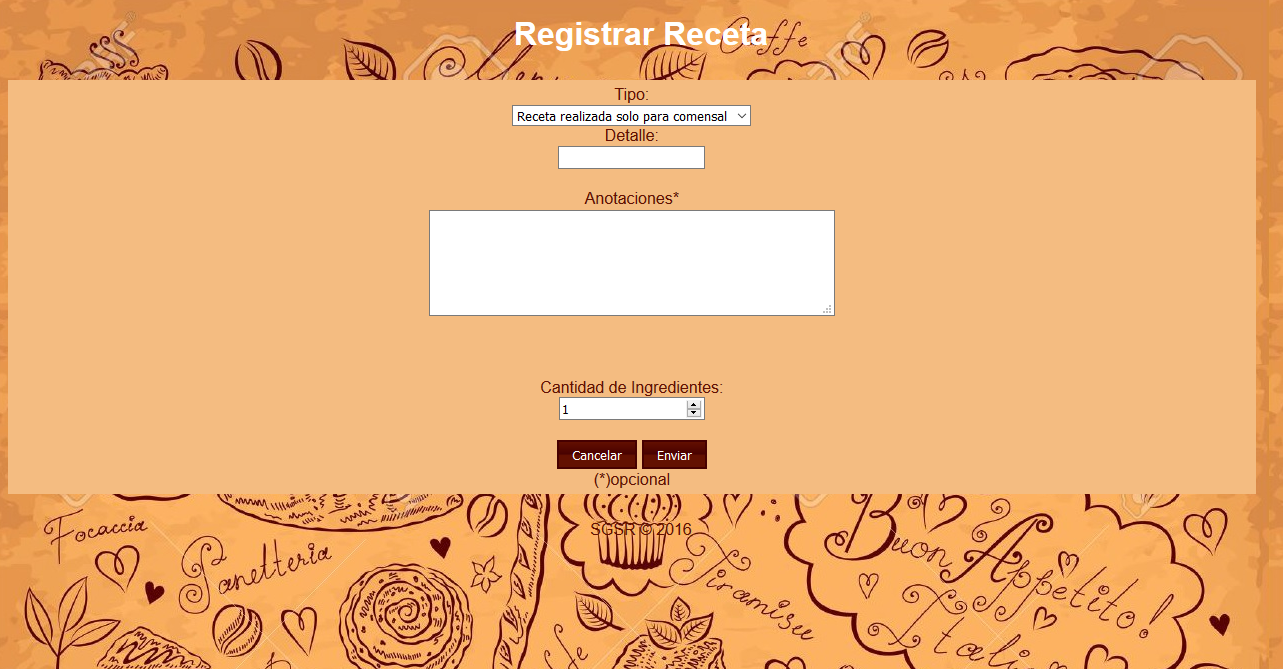 Registrar Receta
Caffe
Tipo:
Receta realizada solo para comensal
Detalle:
Anotaciones*
Cantidad de Ingredientes:
1
Cancelar Enviar
(*)opcional
SGSR © 2016
Focaccia
Panetteria
Tiramisu
Buon Appetito!